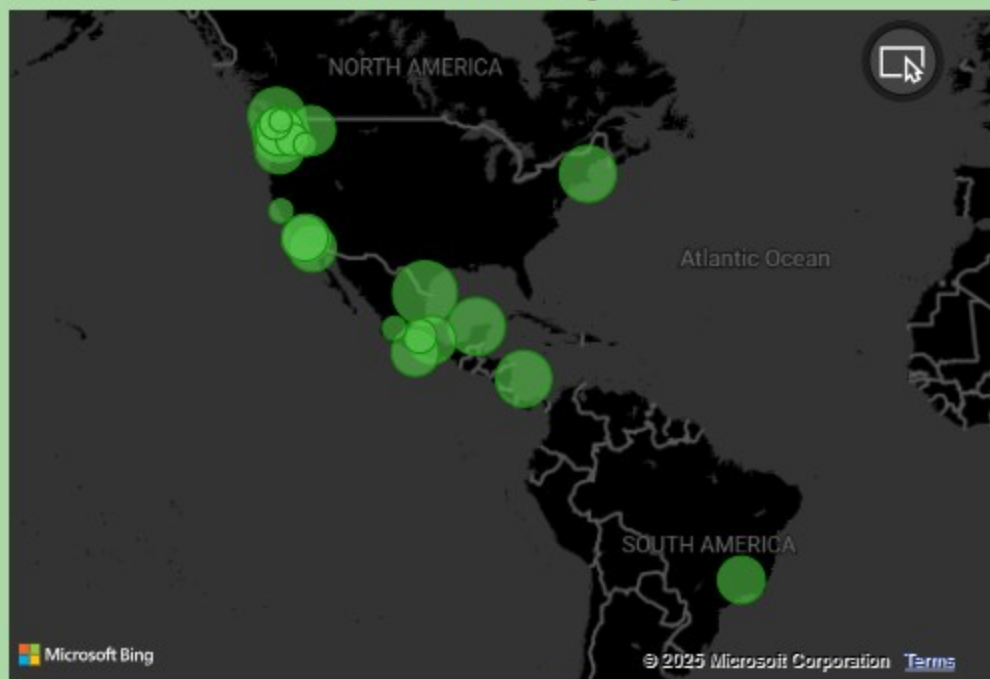 NORTH AMERICA
Atlantic Ocean
SOUTH AMERICA
Microsoft Bing
© 2025 Microsoft Corporation Terms